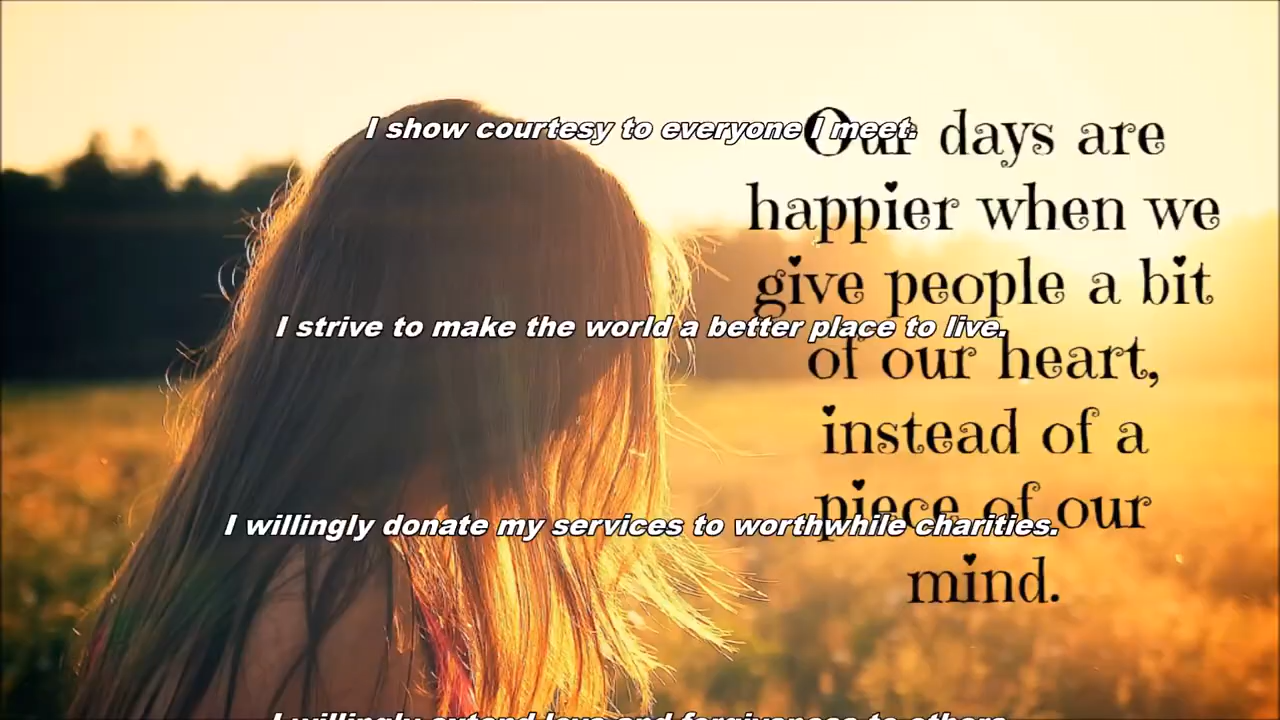 I show courtesy to everyone I meet.
I strive to make the world a better place to live.
I willingly donate my services to worthwhile charities.
I willingly extend love and forgiveness to others.
Our days are
happier when we
give people a bit
of our heart,
instead of a
piece of our
mind.